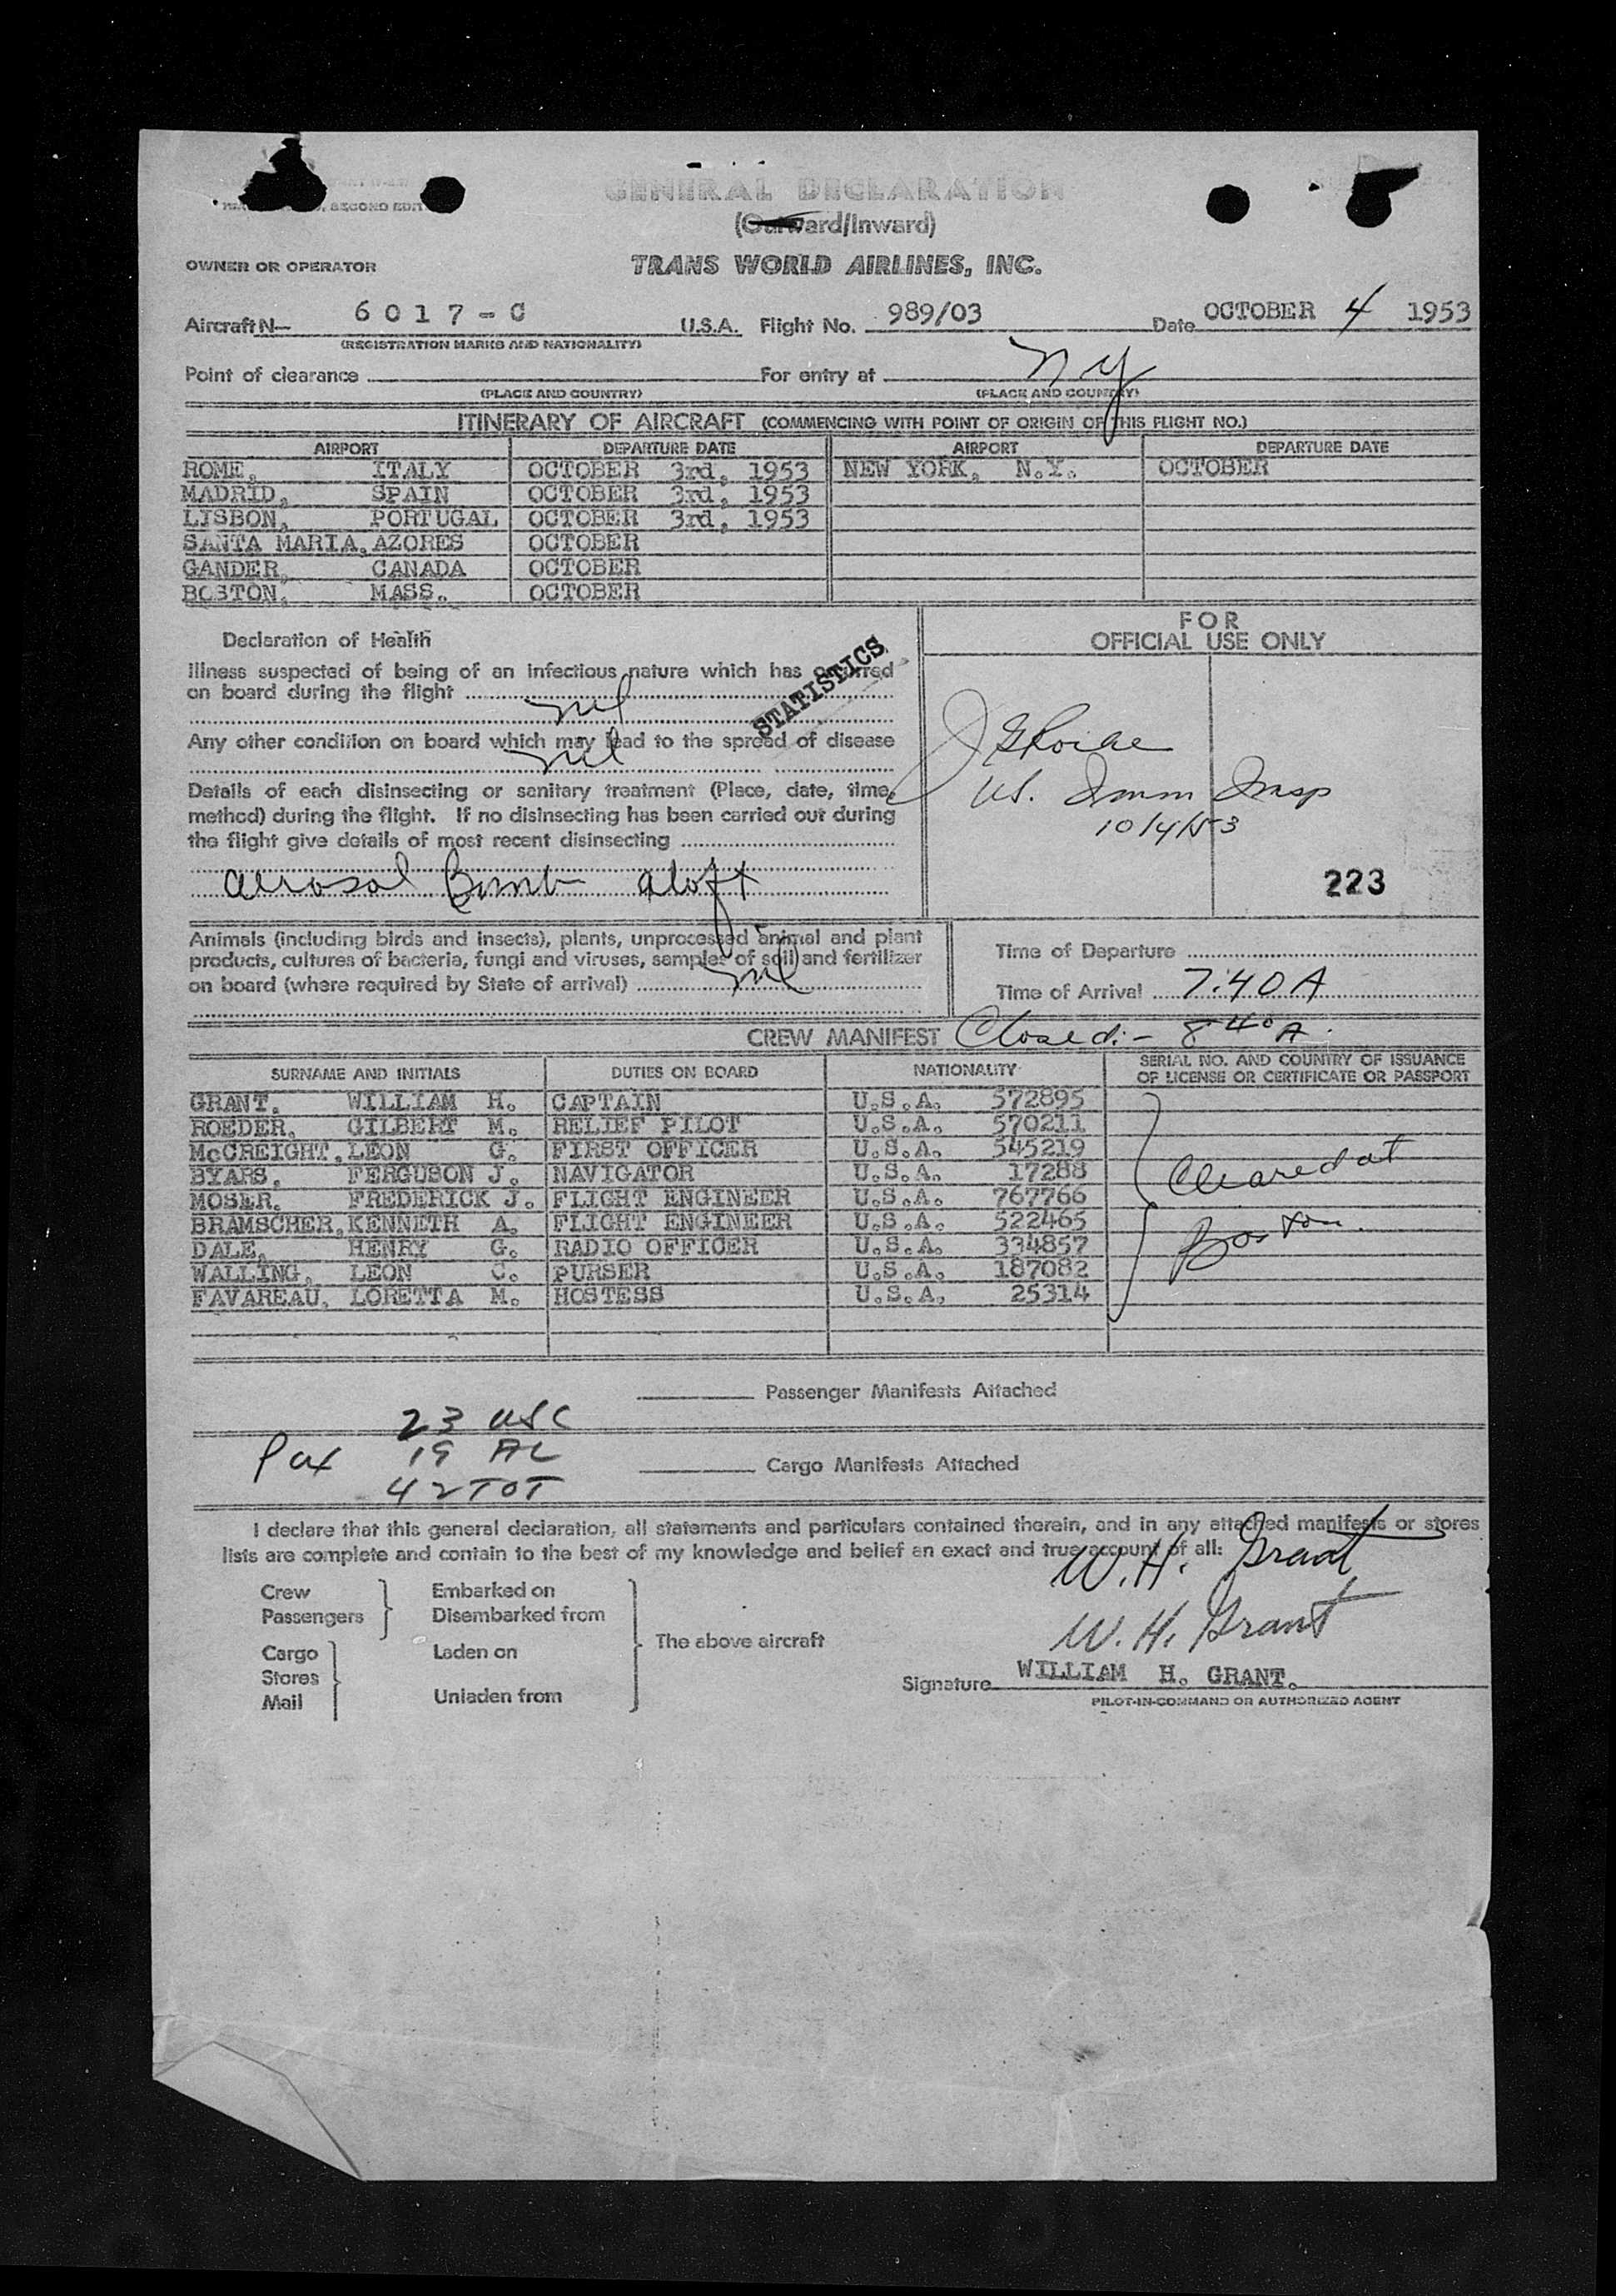 SECOND EDIT
GENERAL DECLARATION
(Outward/Inward)
OWNER OR OPERATOR TRANS WORLD AIRLINES, INC.
Aircraft N— 6017-C U.S.A. Flight No. 989/03 Date OCTOBER 4 1953
(REGISTRATION MARKS AND NATIONALITY)
Point of clearance For entry at NY
(PLACE AND COUNTRY) (PLACE AND COUNTRY)
ITINERARY OF AIRCRAFT (COMMENCING WITH POINT OF ORIGIN OF THIS FLIGHT NO.)
AIRPORT DEPARTURE DATE AIRPORT DEPARTURE DATE
ROME, ITALY OCTOBER 3rd, 1953 NEW YORK, N.Y. OCTOBER
MADRID, SPAIN OCTOBER 3rd, 1953
LISBON, PORTUGAL OCTOBER 3rd, 1953
SANTA MARIA, AZORES OCTOBER
GANDER, CANADA OCTOBER
BOSTON, MASS. OCTOBER
Declaration of Health
Illness suspected of being of an infectious nature which has occurred
on board during the flight
nil
Any other condition on board which may lead to the spread of disease
nil
Details of each disinsecting or sanitary treatment (Place, date, time,
method) during the flight. If no disinsecting has been carried out during
the flight give details of most recent disinsecting
Aerosol Bomb aloft
STATISTICS
FOR
OFFICIAL USE ONLY
U.S. Imm Insp
10/4/53
223
Animals (including birds and insects), plants, unprocessed animal and plant
products, cultures of bacteria, fungi and viruses, samples of soil and fertilizer
on board (where required by State of arrival) nil
Time of Departure
Time of Arrival 7:40 A
CREW MANIFEST Closed:- 8 40 A.
SURNAME AND INITIALS DUTIES ON BOARD NATIONALITY SERIAL NO. AND COUNTRY OF ISSUANCE
OF LICENSE OR CERTIFICATE OR PASSPORT
GRANT, WILLIAM H. CAPTAIN U.S.A. 572895
ROEDER, GILBERT M. RELIEF PILOT U.S.A. 570211
McCREIGHT, LEON G. FIRST OFFICER U.S.A. 545219
BYARS, FERGUSON J. NAVIGATOR U.S.A. 17288
MOSER, FREDERICK J. FLIGHT ENGINEER U.S.A. 767766
BRAMSCHER, KENNETH A. FLIGHT ENGINEER U.S.A. 522465
DALE, HENRY G. RADIO OFFICER U.S.A. 334857
WALLING, LEON C. PURSER U.S.A. 187082
FAVAREAU, LORETTA M. HOSTESS U.S.A. 25314
Cleared at
Boston.
Passenger Manifests Attached
23 USC
Pax 19 AL
42 TOT
Cargo Manifests Attached
I declare that this general declaration, all statements and particulars contained therein, and in any attached manifests or stores
lists are complete and contain to the best of my knowledge and belief an exact and true account of all:
W. H. Grant
Crew Embarked on
Passengers Disembarked from
Cargo Laden on
Stores
Mail Unladen from
The above aircraft
W. H. Grant
Signature WILLIAM H. GRANT.
PILOT-IN-COMMAND OR AUTHORIZED AGENT